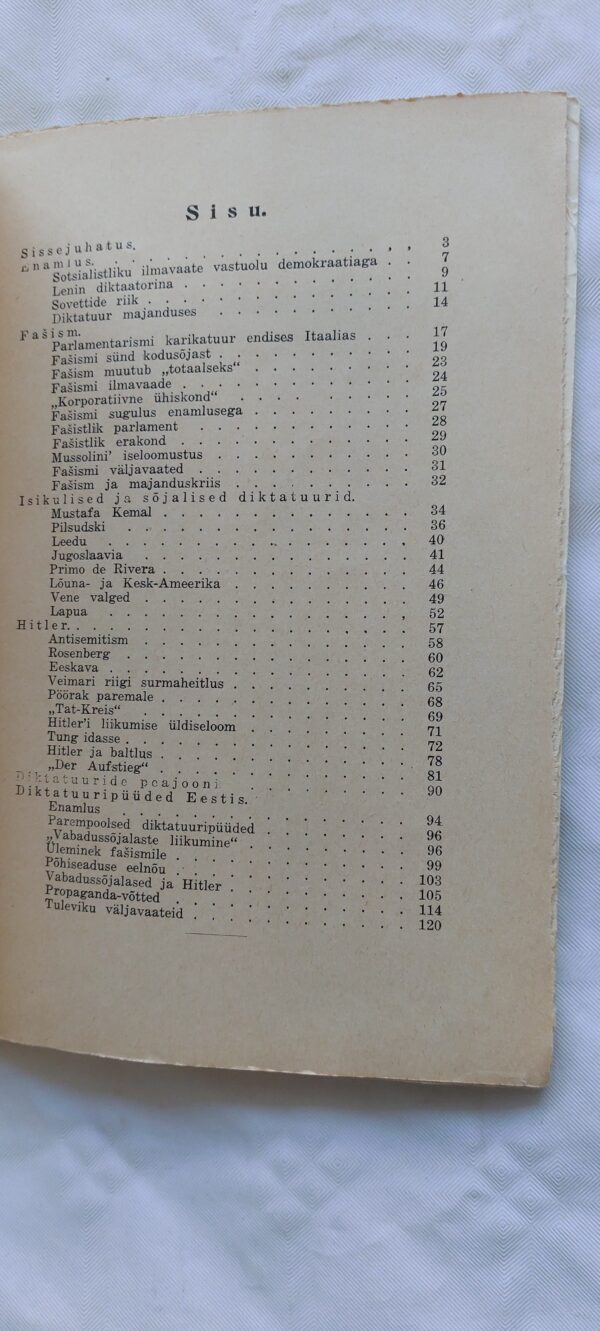 Sisu.
Sissejuhatus. . . . . . . . . . . . . 3
Enamlus.
Sotsialistliku ilmavaate vastuolu demokraatiaga . . 7
Lenin diktaatorina . . . . . . . . . . 9
Sovettide riik . . . . . . . . . . . 11
Diktatuur majanduses . . . . . . . . . 14
Fašism.
Parlamentarismi karikatuur endises Itaalias . . . 17
Fašismi sünd kodusõjast . . . . . . . . 19
Fašism muutub „totaalseks“ . . . . . . . 23
Fašismi ilmavaade . . . . . . . . . . 24
„Korporatiivne ühiskond“ . . . . . . . . 25
Fašismi sugulus enamlusega . . . . . . . 27
Fašistlik parlament . . . . . . . . . 28
Fašistlik erakond . . . . . . . . . . 29
Mussolini' iseloomustus . . . . . . . . 30
Fašismi väljavaated . . . . . . . . . 31
Fašism ja majanduskriis . . . . . . . . 32
Isikulised ja sõjalised diktatuurid.
Mustafa Kemal . . . . . . . . . . . 34
Pilsudski . . . . . . . . . . . . 36
Leedu . . . . . . . . . . . . . 40
Jugoslaavia . . . . . . . . . . . 41
Primo de Rivera . . . . . . . . . . 44
Lõuna- ja Kesk-Ameerika . . . . . . . . 46
Vene valged . . . . . . . . . . . 49
Lapua . . . . . . . . . . . . . 52
Hitler. . . . . . . . . . . . . . 57
Antisemitism . . . . . . . . . . . 58
Rosenberg . . . . . . . . . . . . 60
Eeskava . . . . . . . . . . . . 62
Veimari riigi surmaheitlus . . . . . . . . 65
Pöörak paremale . . . . . . . . . . 68
„Tat-Kreis“ . . . . . . . . . . . 69
Hitler'i liikumise üldiseloom . . . . . . . 71
Tung idasse . . . . . . . . . . . 72
Hitler ja baltlus . . . . . . . . . . 78
„Der Aufstieg“ . . . . . . . . . . . 81
Diktatuuride peajooni . . . . . . . . . 90
Diktatuuripüüded Eestis.
Enamlus . . . . . . . . . . . . 94
Parempoolsed diktatuuripüüded . . . . . . . 96
„Vabadussõjalaste liikumine“ . . . . . . . 96
Üleminek fašismile . . . . . . . . . . 99
Põhiseaduse eelnõu . . . . . . . . . . 103
Vabadussõjalased ja Hitler . . . . . . . . 105
Propaganda-võtted . . . . . . . . . . 114
Tuleviku väljavaateid . . . . . . . . . 120